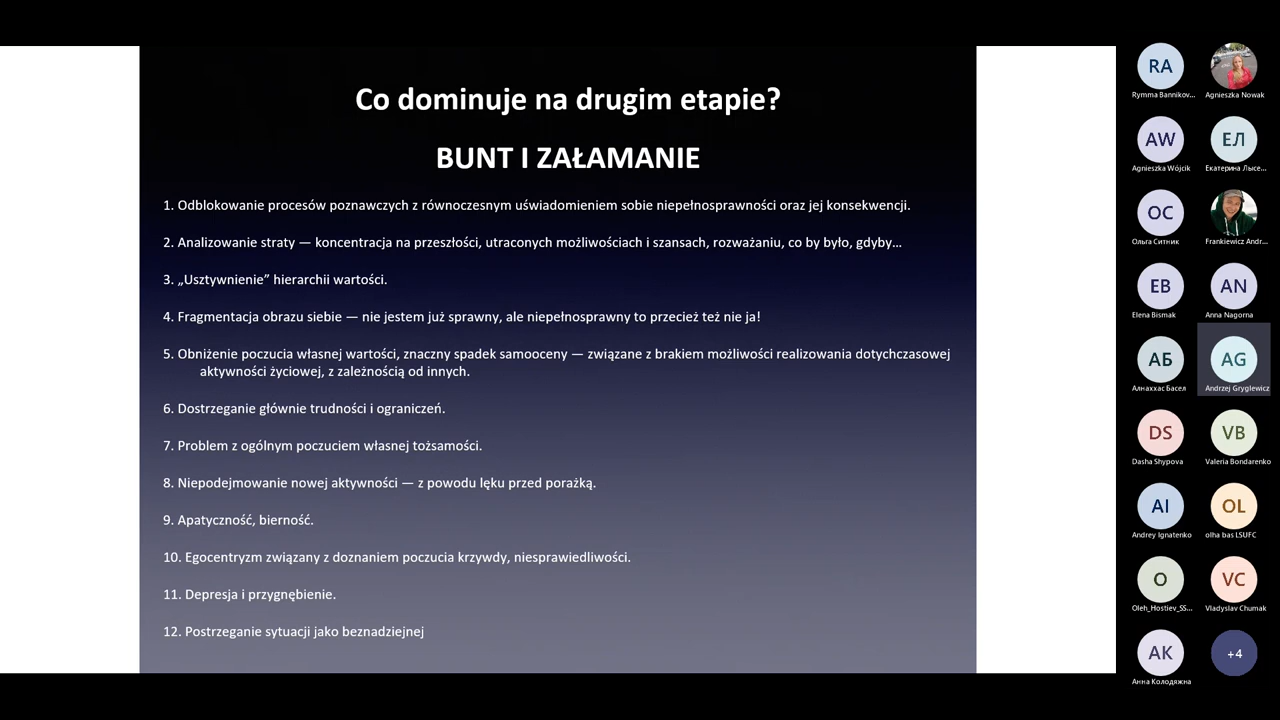 Co dominuje na drugim etapie?
BUNT I ZAŁAMANIE
1. Odblokowanie procesów poznawczych z równoczesnym uświadomieniem sobie niepełnosprawności oraz jej konsekwencji.
2. Analizowanie straty — koncentracja na przeszłości, utraconych możliwościach i szansach, rozważaniu, co by było, gdyby…
3. „Usztywnienie” hierarchii wartości.
4. Fragmentacja obrazu siebie — nie jestem już sprawny, ale niepełnosprawny to przecież też nie ja!
5. Obniżenie poczucia własnej wartości, znaczny spadek samooceny — związane z brakiem możliwości realizowania dotychczasowej
aktywności życiowej, z zależnością od innych.
6. Dostrzeganie głównie trudności i ograniczeń.
7. Problem z ogólnym poczuciem własnej tożsamości.
8. Niepodejmowanie nowej aktywności — z powodu lęku przed porażką.
9. Apatyczność, bierność.
10. Egocentryzm związany z doznaniem poczucia krzywdy, niesprawiedliwości.
11. Depresja i przygnębienie.
12. Postrzeganie sytuacji jako beznadziejnej
RA
Rymma Bannikov...
Agnieszka Nowak
AW
Agnieszka Wójcik
ЕЛ
Екатерина Лысе...
ОС
Ольга Ситник
Frankiewicz Andr...
EB
Elena Bismak
AN
Anna Nagorna
АБ
Алнаххас Басел
AG
Andrzej Gryglewicz
DS
Dasha Shypova
VB
Valeria Bondarenko
AI
Andrey Ignatenko
OL
olha bas LSUFC
O
Oleh_Hostiev_SS...
VC
Vladyslav Chumak
АК
Анна Колодяжна
+4